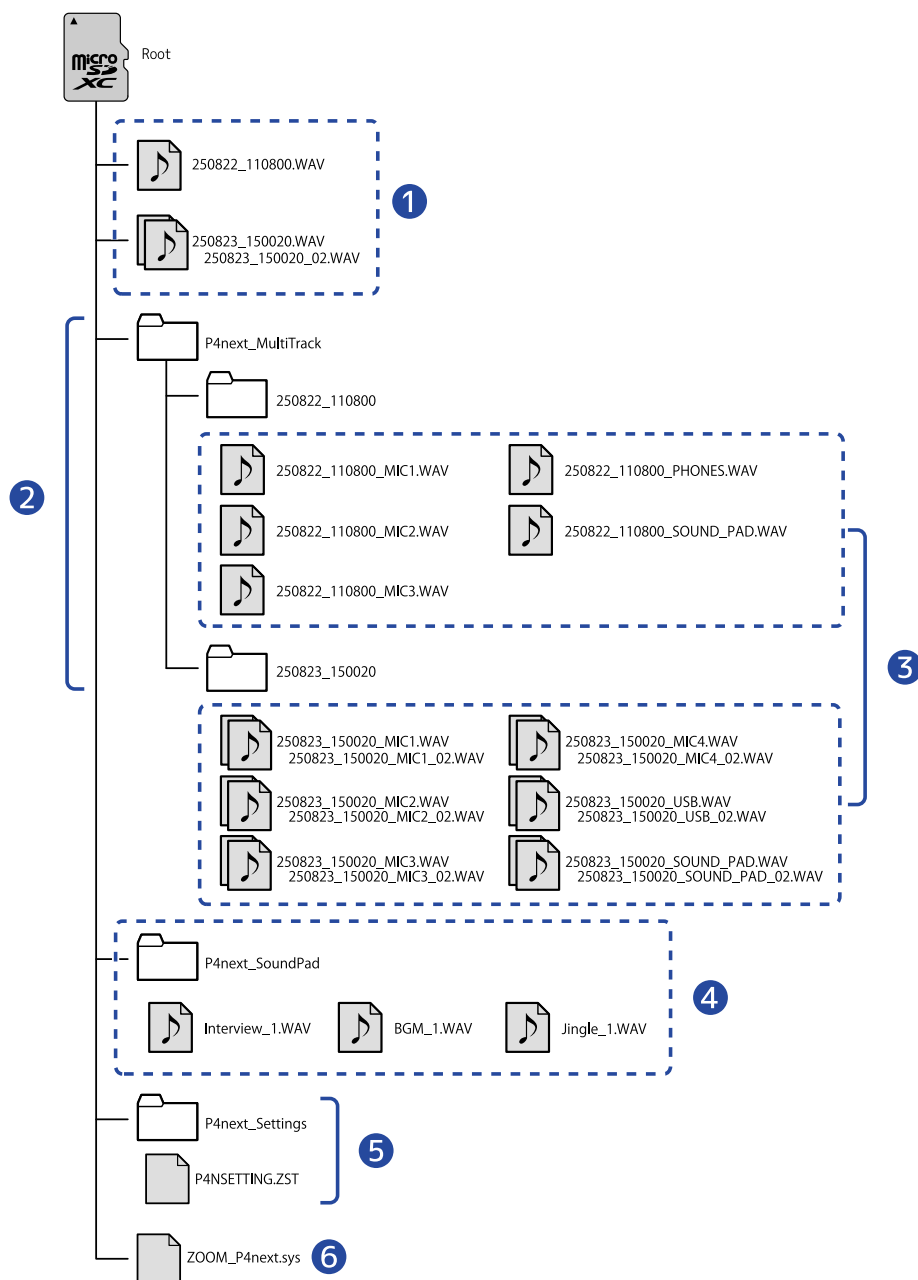 Micro
SD
XC
Root
250822_110800.WAV
250823_150020.WAV
250823_150020_02.WAV
1
P4next_MultiTrack
250822_110800
2
250822_110800_MIC1.WAV
250822_110800_PHONES.WAV
250822_110800_MIC2.WAV
250822_110800_SOUND_PAD.WAV
250822_110800_MIC3.WAV
250823_150020
3
250823_150020_MIC1.WAV
250823_150020_MIC1_02.WAV
250823_150020_MIC4.WAV
250823_150020_MIC4_02.WAV
250823_150020_MIC2.WAV
250823_150020_MIC2_02.WAV
250823_150020_USB.WAV
250823_150020_USB_02.WAV
250823_150020_MIC3.WAV
250823_150020_MIC3_02.WAV
250823_150020_SOUND_PAD.WAV
250823_150020_SOUND_PAD_02.WAV
P4next_SoundPad
4
Interview_1.WAV
BGM_1.WAV
Jingle_1.WAV
P4next_Settings
5
P4NSETTING.ZST
ZOOM_P4next.sys
6